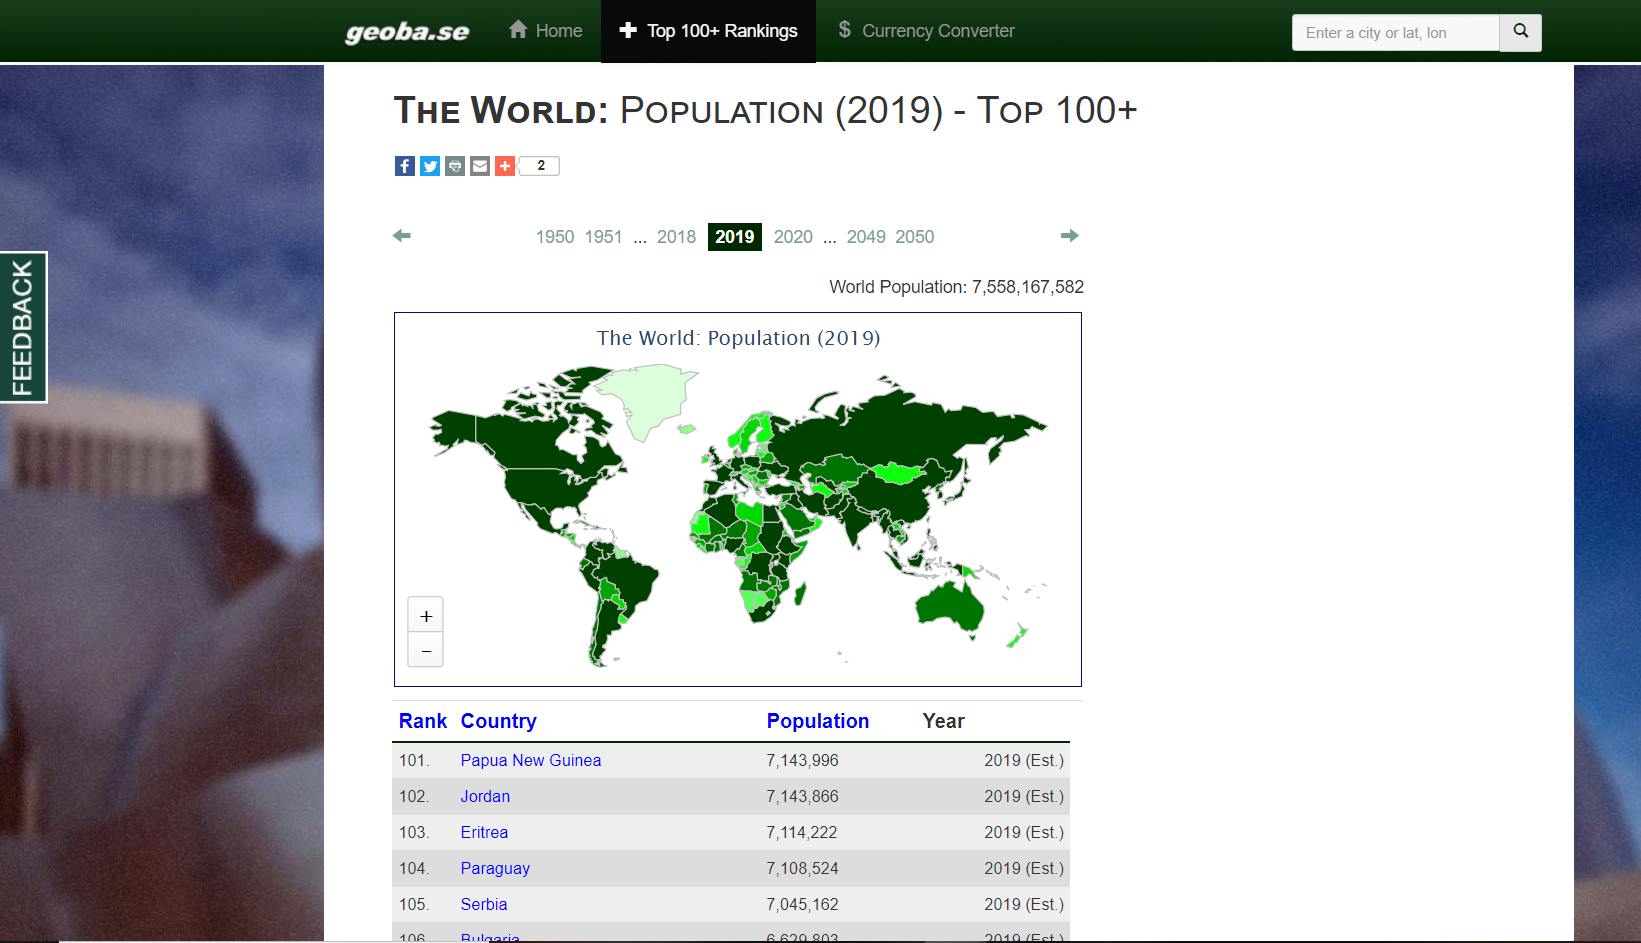 geoba.se Home Top 100+ Rankings $ Currency Converter Enter a city or lat, lon
THE WORLD: POPULATION (2019) - TOP 100+
2
1950 1951 ... 2018 2019 2020 ... 2049 2050
FEEDBACK
World Population: 7,558,167,582
The World: Population (2019)
+
−
Rank Country Population Year
101. Papua New Guinea 7,143,996 2019 (Est.)
102. Jordan 7,143,866 2019 (Est.)
103. Eritrea 7,114,222 2019 (Est.)
104. Paraguay 7,108,524 2019 (Est.)
105. Serbia 7,045,162 2019 (Est.)
106. Bulgaria 6,629,803 2019 (Est.)